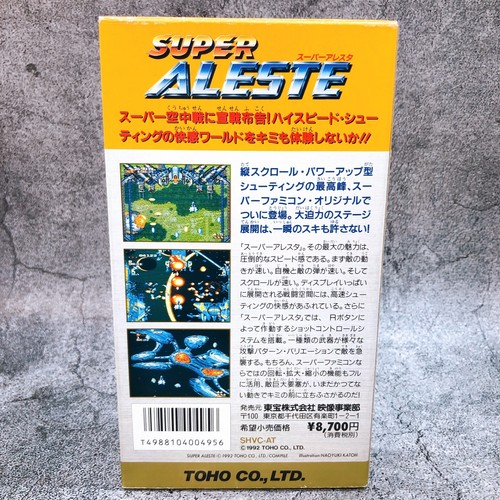 SUPER
ALESTE
スーパーアレスタ
スーパー空中戦に宣戦布告!ハイスピード・シュー
ティングの快感ワールドをキミも体験しないか!!
縦スクロール・パワーアップ型
シューティングの最高峰、ス
ーパーファミコン・オリジナルで
ついに登場。大迫力のステージ
展開は、一瞬のスキも許さない!
「スーパーアレスタ」。その最大の魅力は、
圧倒的なスピード感である。まず敵の動
きが速い。自機と敵の弾が速い。そして
スクロールが速い。ディスプレイいっぱい
に展開される戦闘空間には、高速シュー
ティングの快感があふれている。さらに
「スーパーアレスタ」では、Rボタンに
よって作動するショットコントロールシ
ステムを搭載。一種類の武器が様々な
攻撃パターン・バリエーションで敵を急
襲する。もちろん、スーパーファミコンな
らではの回転・拡大・縮小の機能もフル
に活用、敵巨大要塞が、いまだかつてな
い動きでキミの前に立ちふさがるのだ!
発売元 東宝株式会社 映像事業部
〒100 東京都千代田区有楽町1-2-1
希望小売価格 ¥8,700円
(消費税別)
SHVC-AT
© 1992 TOHO CO., LTD.
T4988104004956
SUPER ALESTE © 1992 TOHO CO., LTD./COMPILE Illustration NAOYUKI KATOH
TOHO CO., LTD.